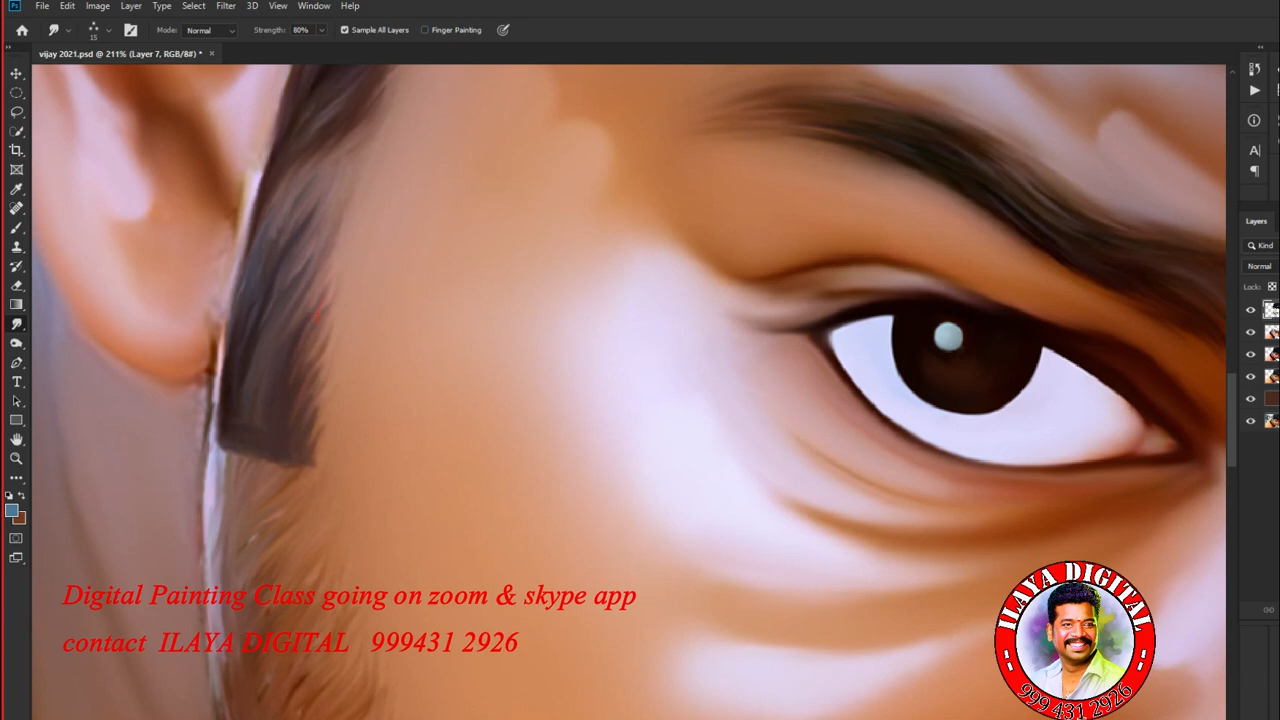 File Edit Image Layer Type Select Filter 3D View Window Help
15 Mode: Normal Strength: 80% Sample All Layers Finger Painting
vijay 2021.psd @ 211% (Layer 7, RGB/8#) *
Layers
Kind
Normal
Lock:
Digital Painting Class going on zoom & skype app
contact ILAYA DIGITAL 999431 2926
ILAYA DIGITAL
999 431 2926